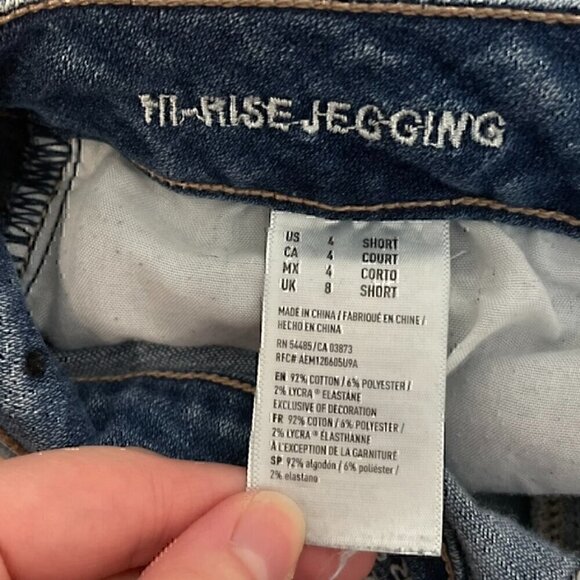 HI-RISE JEGGING
US 4 SHORT
CA 4 COURT
MX 4 CORTO
UK 8 SHORT
MADE IN CHINA / FABRIQUÉ EN CHINE /
HECHO EN CHINA
RN 54485/CA 03873
RFC# AEM120605U9A
EN 92% COTTON / 6% POLYESTER /
2% LYCRA® ELASTANE
EXCLUSIVE OF DECORATION
FR 92% COTON / 6% POLYESTER /
2% LYCRA® ÉLASTHANNE
À L'EXCEPTION DE LA GARNITURE
SP 92% algodón / 6% poliéster /
2% elastano